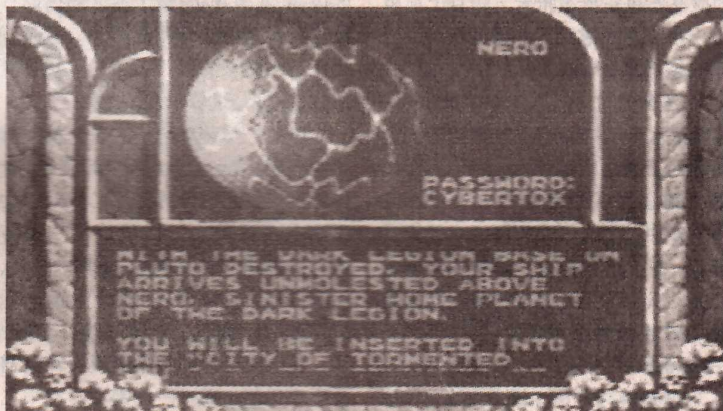 NERO
PASSWORD:
CYBERTOX
WITH THE DARK LEGION BASE ON
PLUTO DESTROYED, YOUR SHIP
ARRIVES UNMOLESTED ABOVE
NERO, SINISTER HOME PLANET
OF THE DARK LEGION.
YOU WILL BE INSERTED INTO
THE "CITY OF TORMENTED